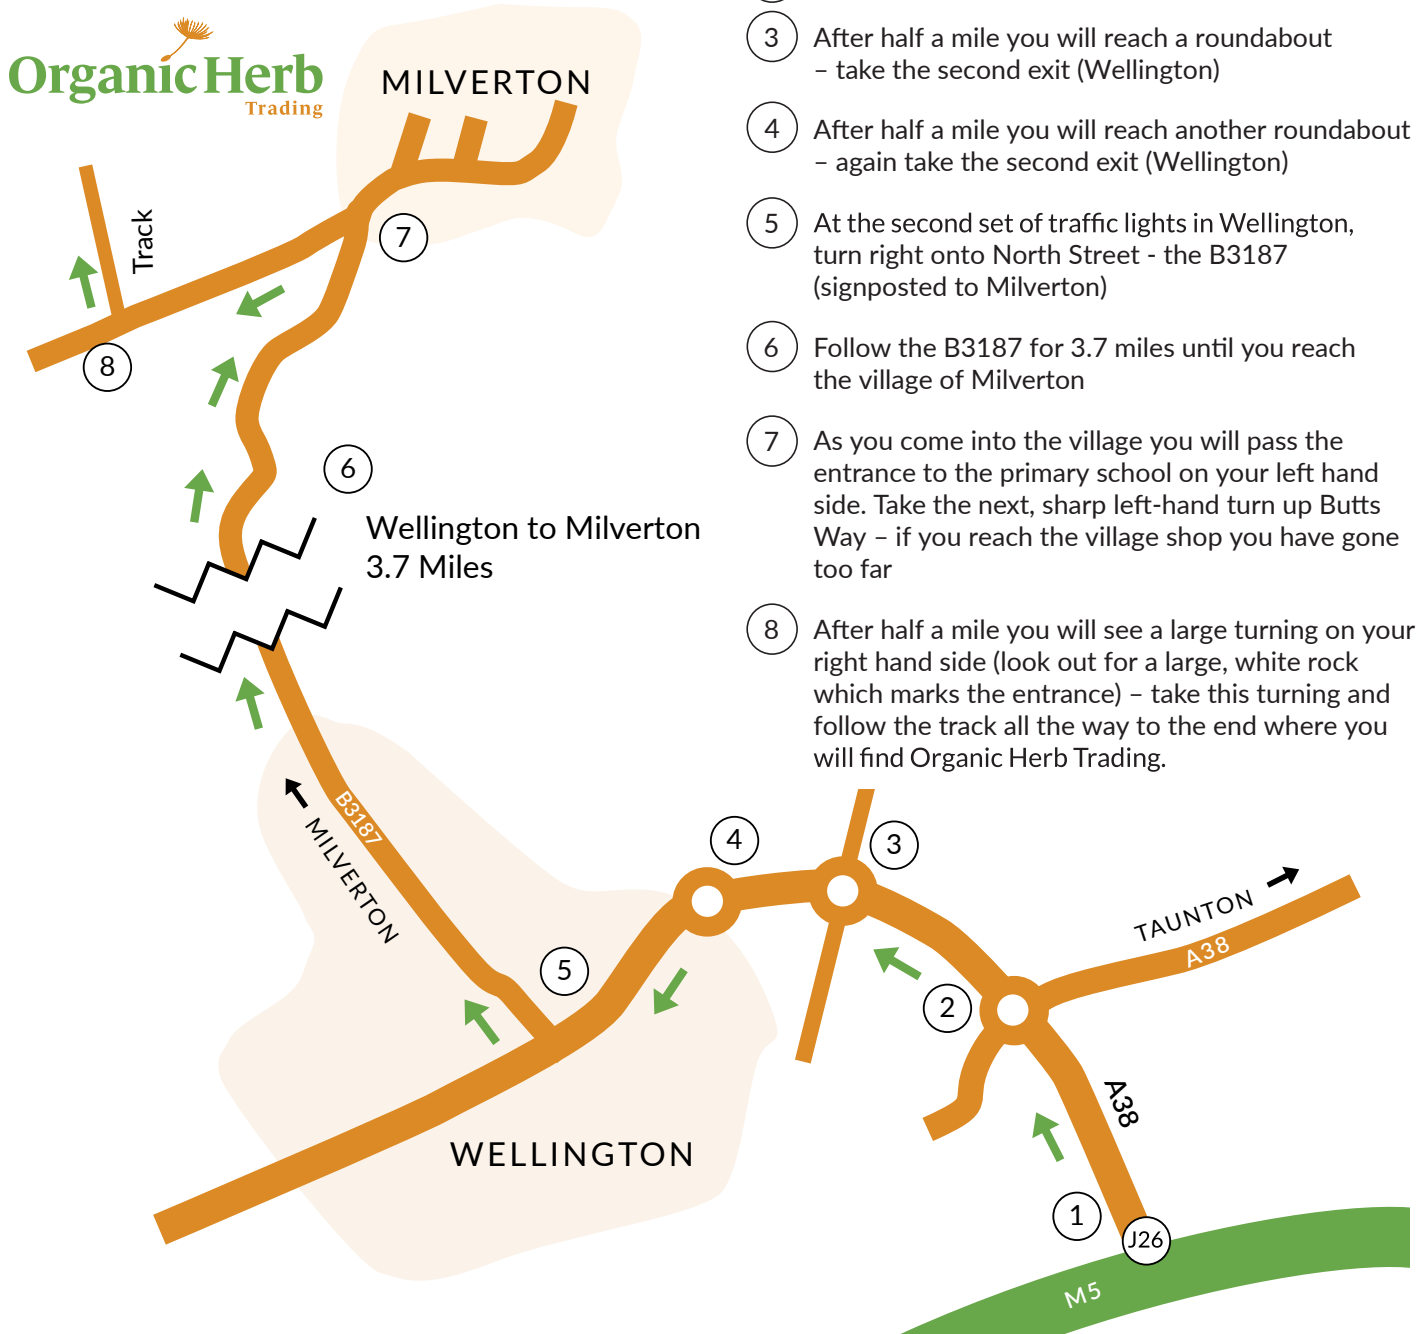 Organic Herb
Trading
MILVERTON
Track
7
8
6
Wellington to Milverton
3.7 Miles
3 After half a mile you will reach a roundabout
– take the second exit (Wellington)
4 After half a mile you will reach another roundabout
– again take the second exit (Wellington)
5 At the second set of traffic lights in Wellington,
turn right onto North Street - the B3187
(signposted to Milverton)
6 Follow the B3187 for 3.7 miles until you reach
the village of Milverton
7 As you come into the village you will pass the
entrance to the primary school on your left hand
side. Take the next, sharp left-hand turn up Butts
Way – if you reach the village shop you have gone
too far
8 After half a mile you will see a large turning on your
right hand side (look out for a large, white rock
which marks the entrance) – take this turning and
follow the track all the way to the end where you
will find Organic Herb Trading.
B3187
MILVERTON
4
3
TAUNTON
A38
5
2
A38
WELLINGTON
1
J26
M5